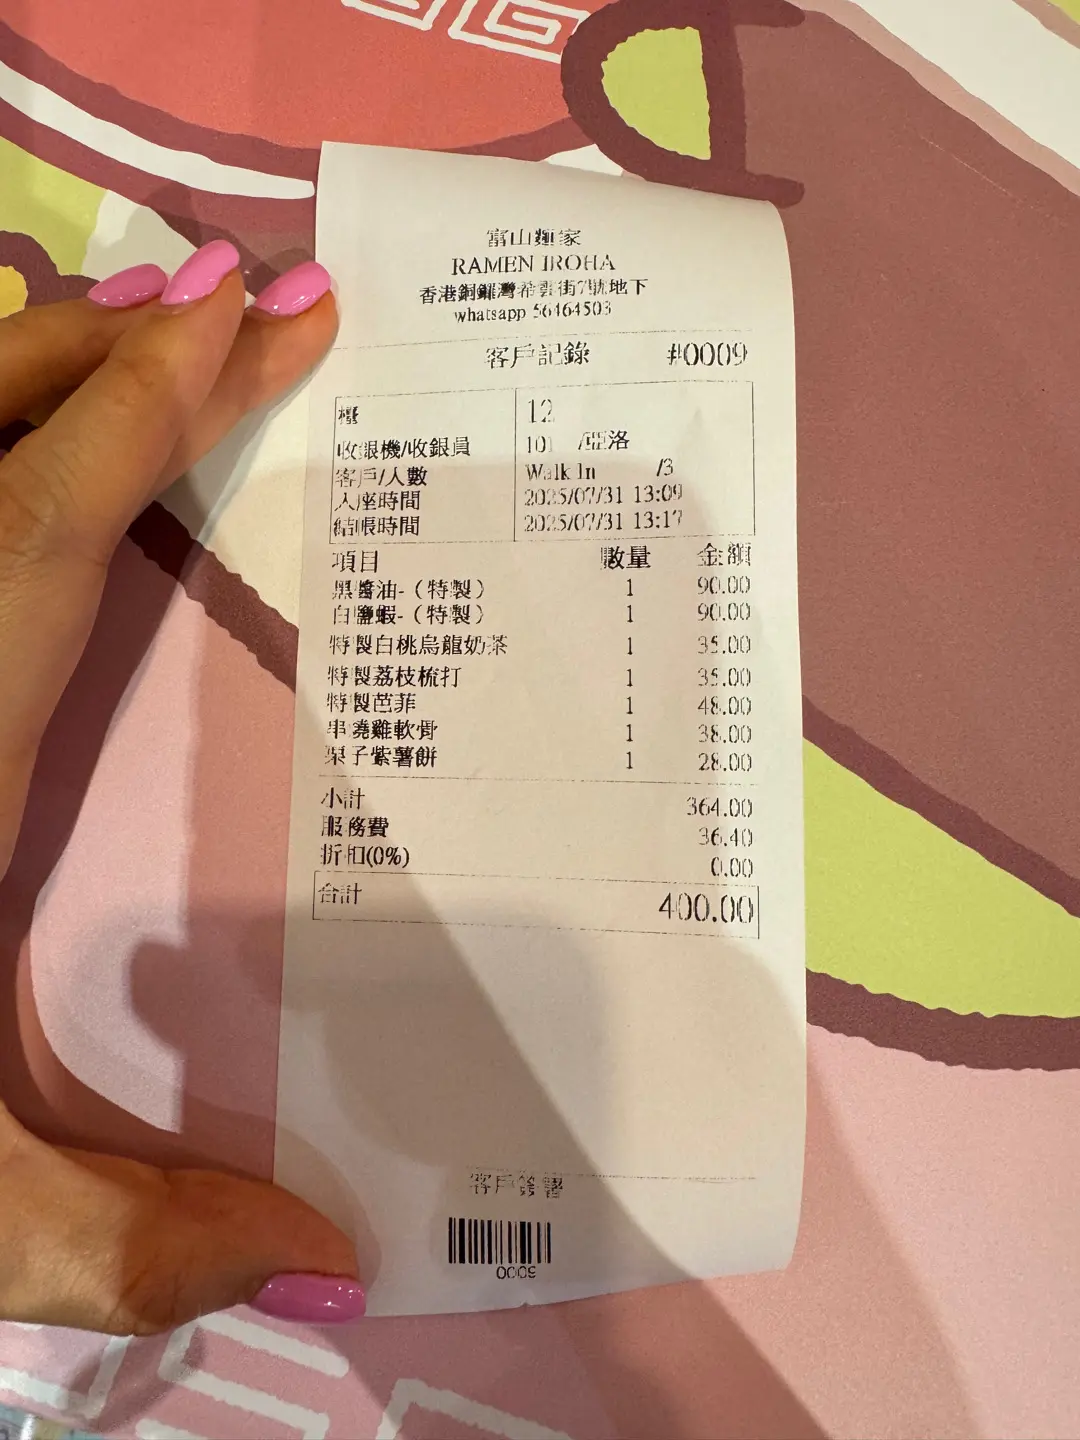 富山麵家
RAMEN IROHA
香港銅鑼灣希雲街7號地下
whatsapp 56464503
客戶記錄 #0009
檯 12
收銀機/收銀員 101 /亞洛
客戶/人數 Walk In /3
入座時間 2025/07/31 13:09
結帳時間 2025/07/31 13:17
項目 數量 金額
黑醬油-（特製） 1 90.00
白鹽蝦-（特製） 1 90.00
特製白桃烏龍奶茶 1 35.00
特製荔枝梳打 1 35.00
特製芭菲 1 48.00
串燒雞軟骨 1 38.00
栗子紫薯餅 1 28.00
小計 364.00
服務費 36.40
折扣(0%) 0.00
合計 400.00
客戶簽署
0009